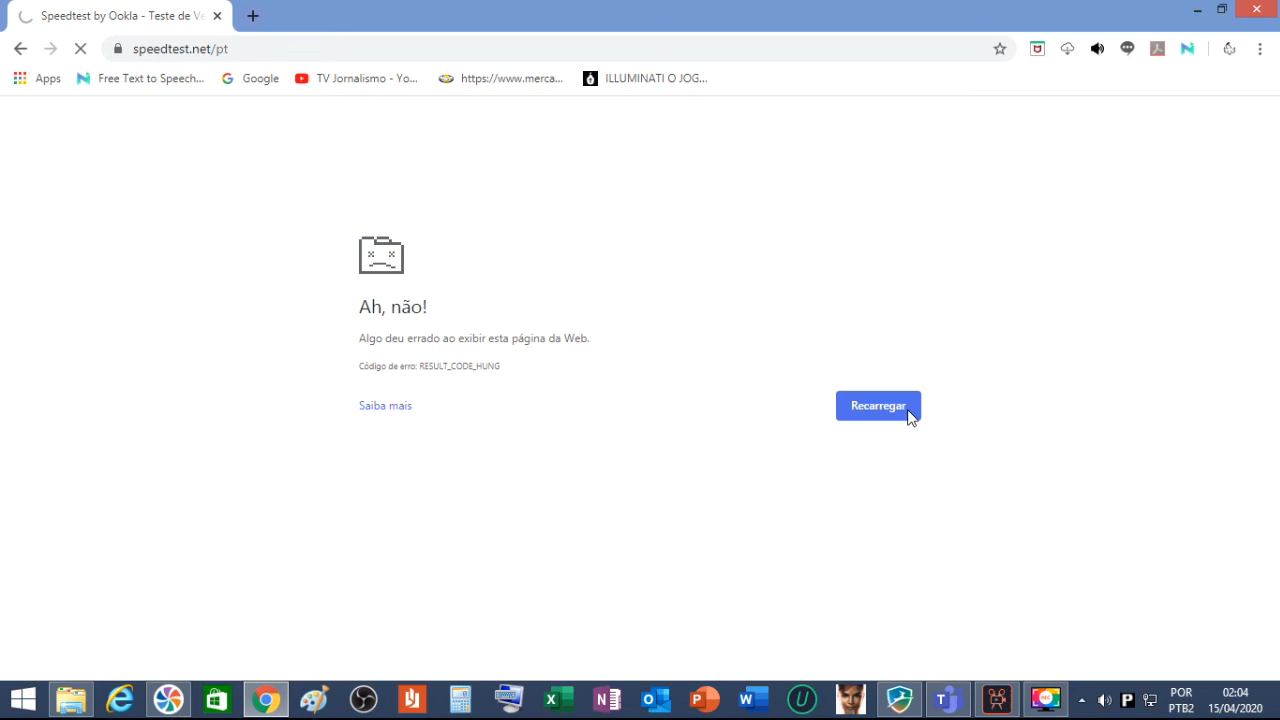 Speedtest by Ookla - Teste de Ve
speedtest.net/pt
Apps
Free Text to Speech...
Google
TV Jornalismo - Yo...
https://www.merca...
ILLUMINATI O JOG...
Ah, não!
Algo deu errado ao exibir esta página da Web.
Código de erro: RESULT_CODE_HUNG
Saiba mais
Recarregar
POR
02:04
PTB2
15/04/2020